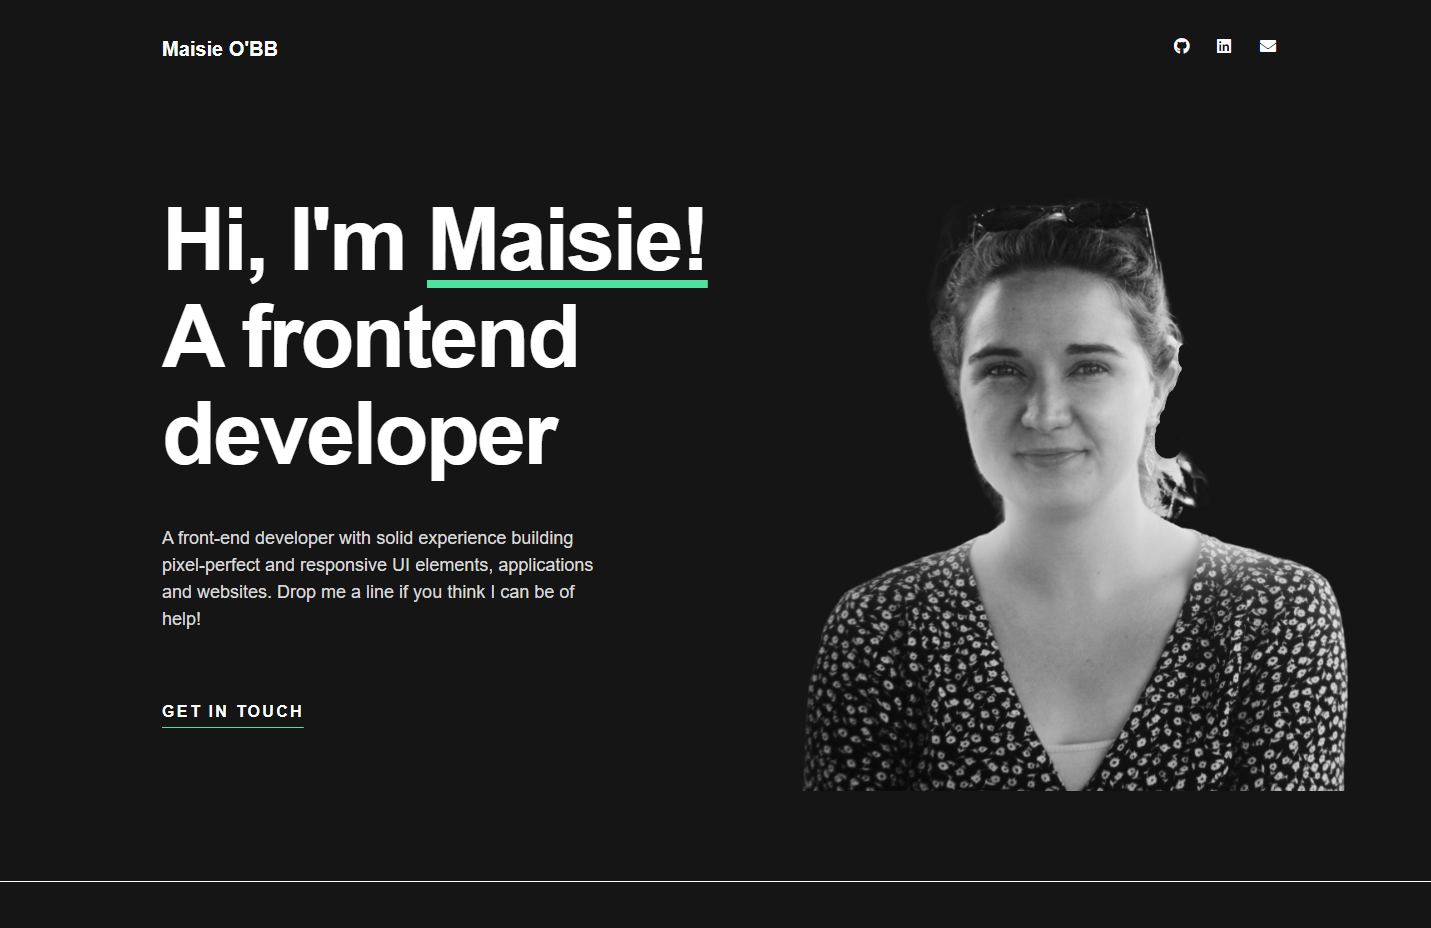 Maisie O'BB
Hi, I'm Maisie!
A frontend
developer
A front-end developer with solid experience building
pixel-perfect and responsive UI elements, applications
and websites. Drop me a line if you think I can be of
help!
GET IN TOUCH